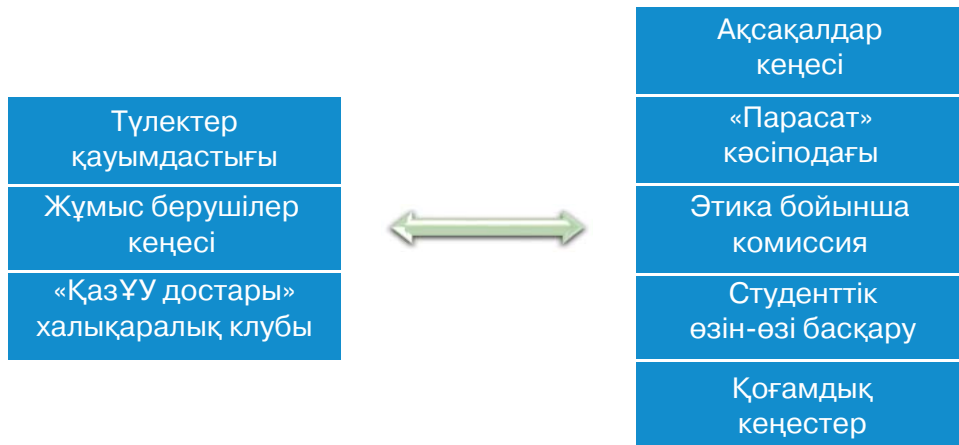 Түлектер
қауымдастығы
Жұмыс берушілер
кеңесі
«ҚазҰУ достары»
халықаралық клубы
Ақсақалдар
кеңесі
«Парасат»
кәсіподағы
Этика бойынша
комиссия
Студенттік
өзін-өзі басқару
Қоғамдық
кеңестер